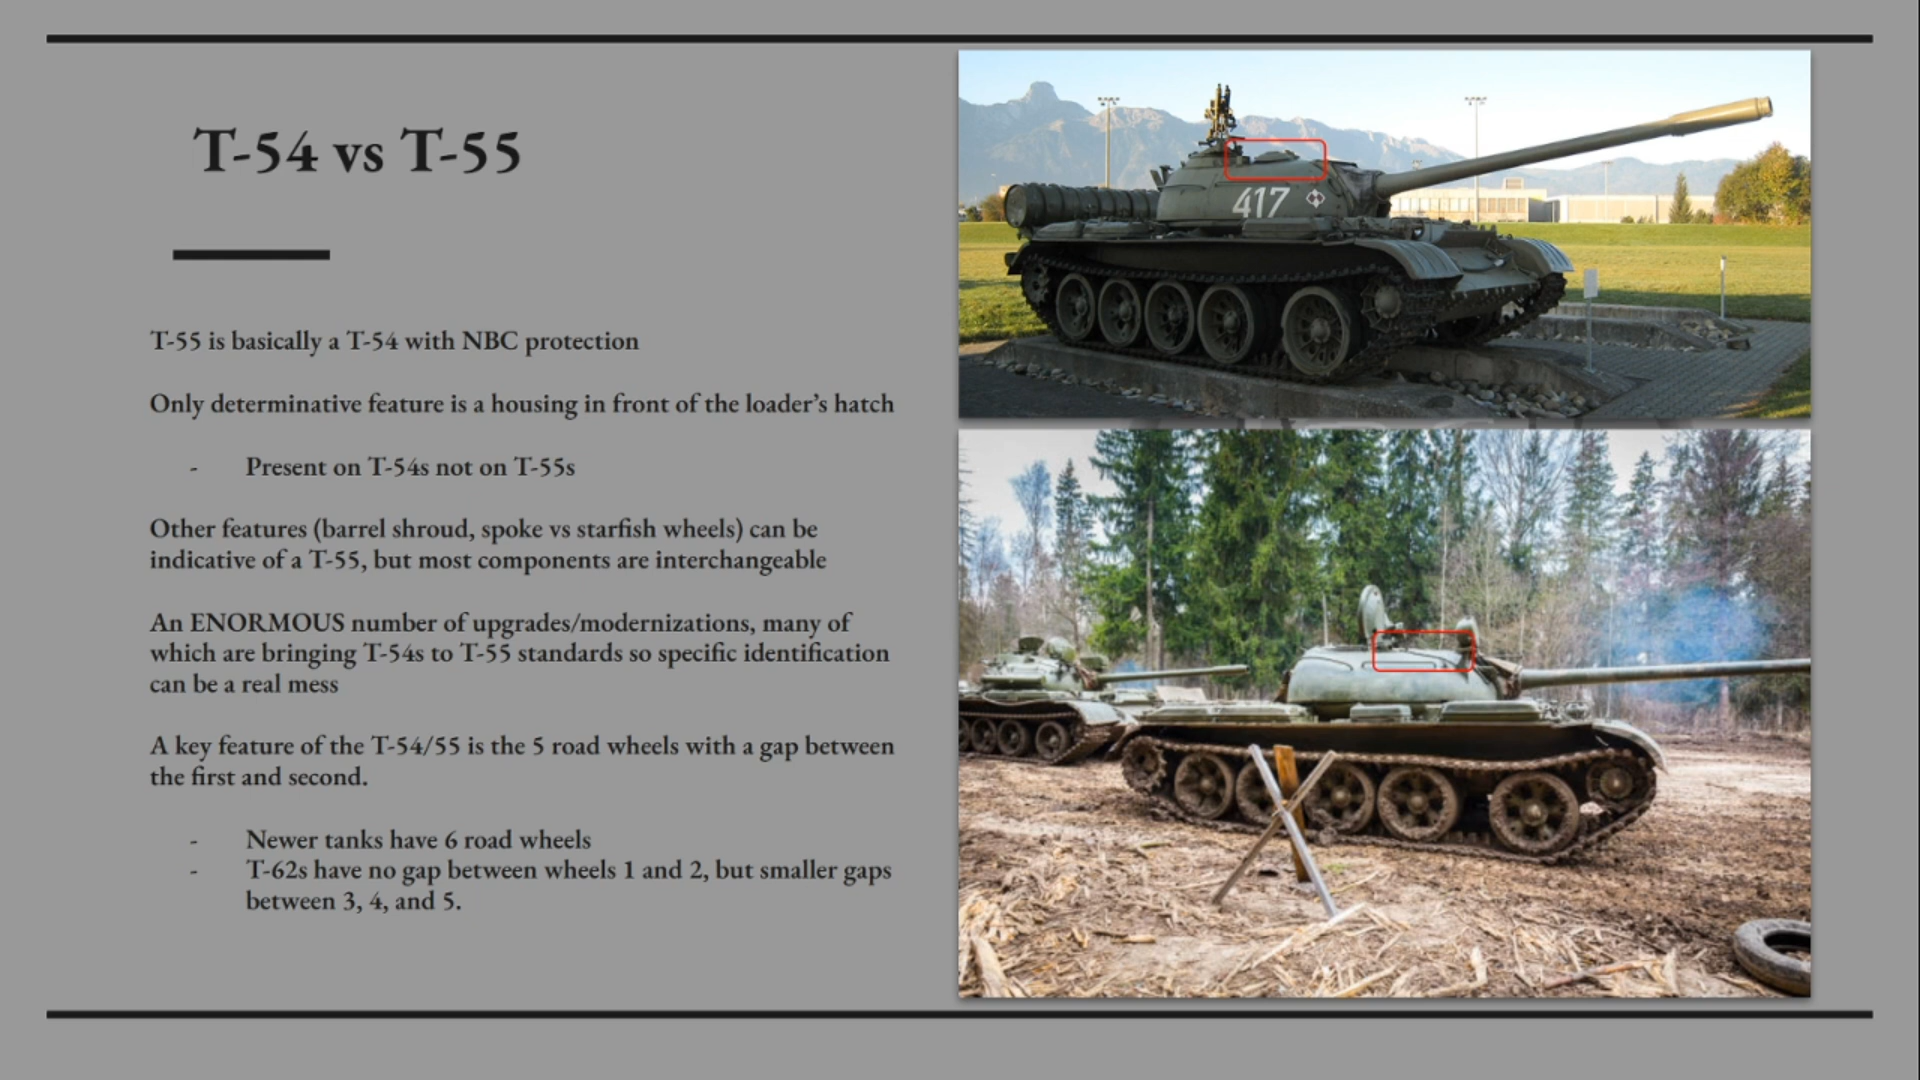 T-54 vs T-55
T-55 is basically a T-54 with NBC protection
Only determinative feature is a housing in front of the loader’s hatch
- Present on T-54s not on T-55s
Other features (barrel shroud, spoke vs starfish wheels) can be
indicative of a T-55, but most components are interchangeable
An ENORMOUS number of upgrades/modernizations, many of
which are bringing T-54s to T-55 standards so specific identification
can be a real mess
A key feature of the T-54/55 is the 5 road wheels with a gap between
the first and second.
- Newer tanks have 6 road wheels
- T-62s have no gap between wheels 1 and 2, but smaller gaps
between 3, 4, and 5.
417